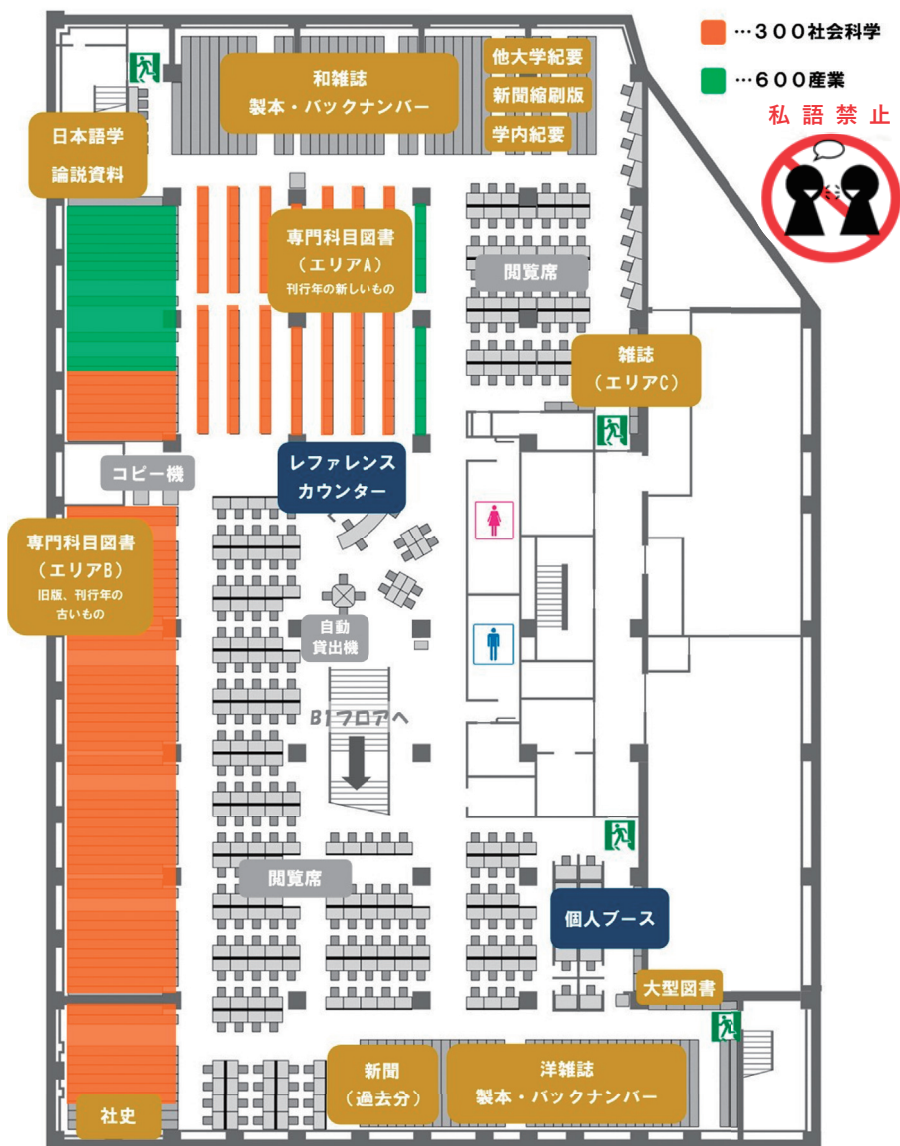 …300社会科学
…600産業
私語禁止
和雑誌
製本・バックナンバー
他大学紀要
新聞縮刷版
学内紀要
日本語学
論説資料
専門科目図書
（エリアA）
刊行年の新しいもの
閲覧席
雑誌
（エリアC）
コピー機
レファレンス
カウンター
専門科目図書
（エリアB）
旧版、刊行年の
古いもの
自動
貸出機
B1フロアへ
閲覧席
個人ブース
大型図書
新聞
（過去分）
洋雑誌
製本・バックナンバー
社史